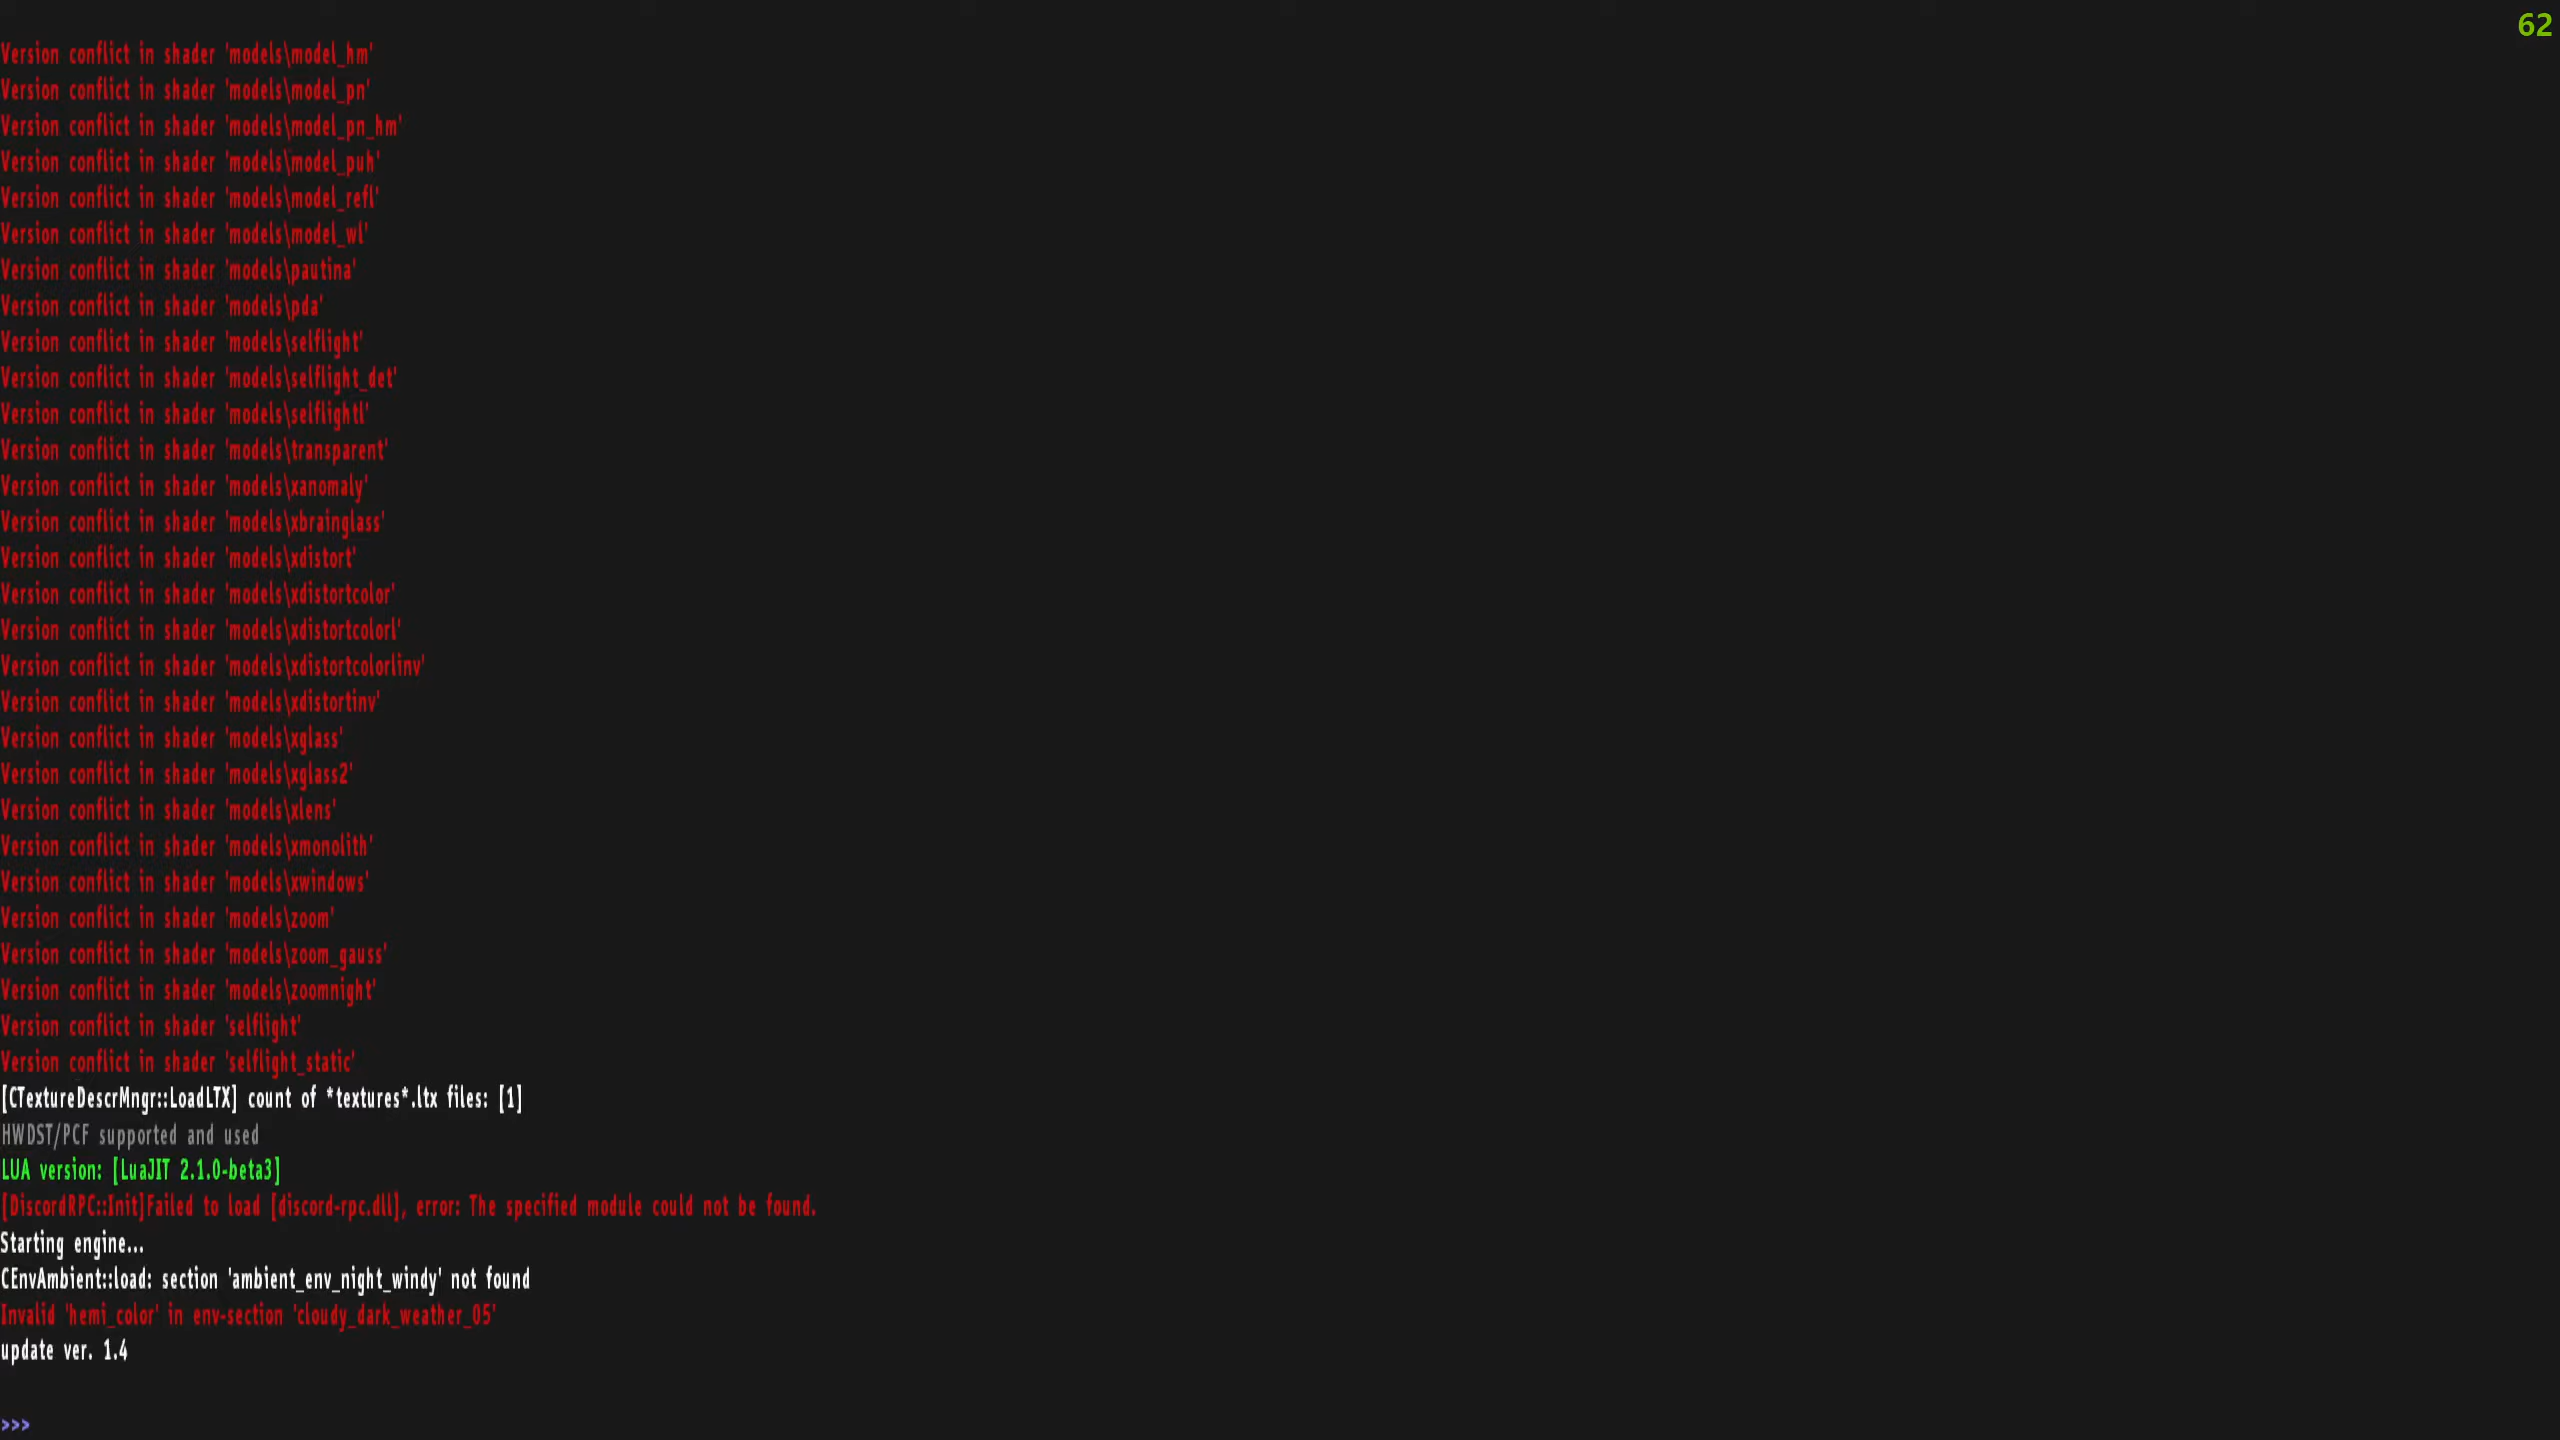 62
Version conflict in shader 'models\model_hm'
Version conflict in shader 'models\model_pn'
Version conflict in shader 'models\model_pn_hm'
Version conflict in shader 'models\model_puh'
Version conflict in shader 'models\model_refl'
Version conflict in shader 'models\model_wl'
Version conflict in shader 'models\pautina'
Version conflict in shader 'models\pda'
Version conflict in shader 'models\selflight'
Version conflict in shader 'models\selflight_det'
Version conflict in shader 'models\selflightl'
Version conflict in shader 'models\transparent'
Version conflict in shader 'models\xanomaly'
Version conflict in shader 'models\xbrainglass'
Version conflict in shader 'models\xdistort'
Version conflict in shader 'models\xdistortcolor'
Version conflict in shader 'models\xdistortcolorl'
Version conflict in shader 'models\xdistortcolorlinv'
Version conflict in shader 'models\xdistortinv'
Version conflict in shader 'models\xglass'
Version conflict in shader 'models\xglass2'
Version conflict in shader 'models\xlens'
Version conflict in shader 'models\xmonolith'
Version conflict in shader 'models\xwindows'
Version conflict in shader 'models\zoom'
Version conflict in shader 'models\zoom_gauss'
Version conflict in shader 'models\zoomnight'
Version conflict in shader 'selflight'
Version conflict in shader 'selflight_static'
[CTextureDescrMngr::LoadLTX] count of *textures*.ltx files: [1]
HWDST/PCF supported and used
LUA version: [LuaJIT 2.1.0-beta3]
[DiscordRPC::Init]Failed to load [discord-rpc.dll], error: The specified module could not be found.
Starting engine...
CEnvAmbient::load: section 'ambient_env_night_windy' not found
Invalid 'hemi_color' in env-section 'cloudy_dark_weather_05'
update ver. 1.4
>>>